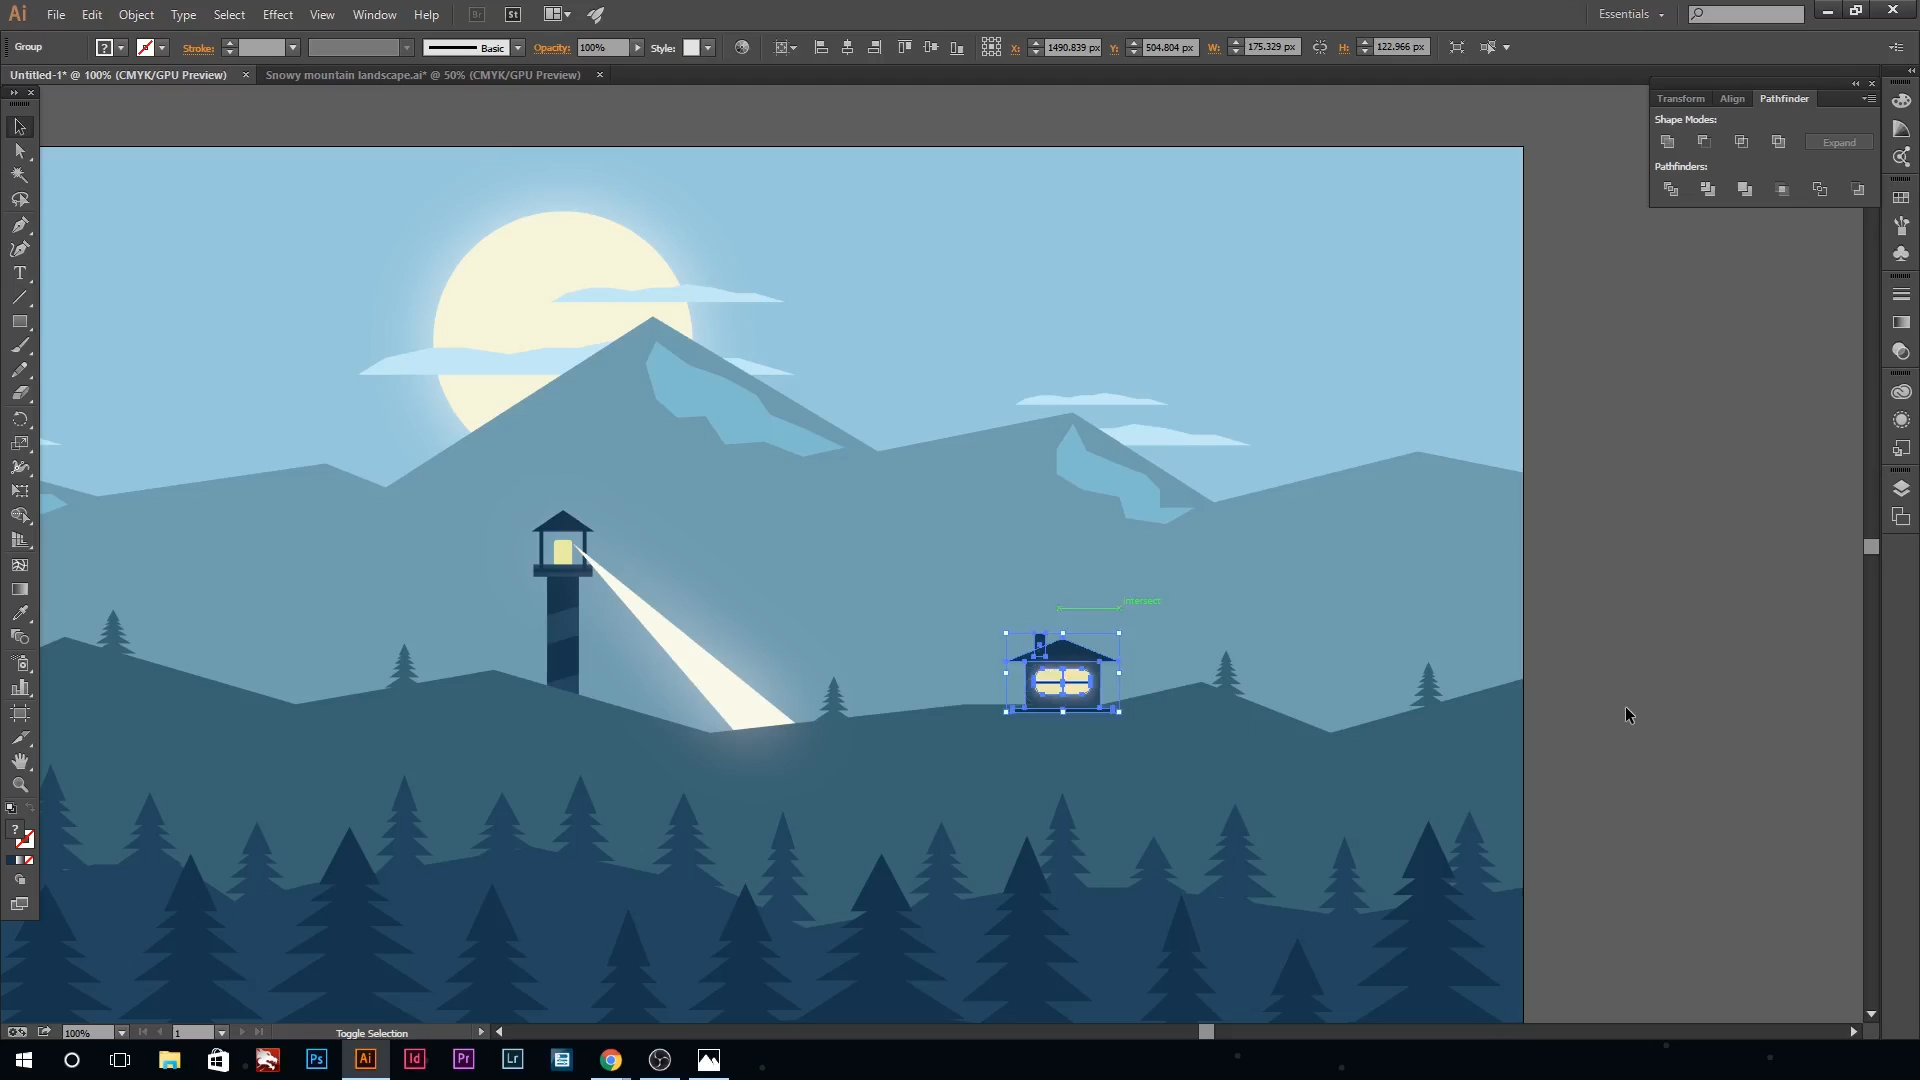 Ai File Edit Object Type Select Effect View Window Help Br St Essentials
Group ? Stroke: Basic Opacity: 100% Style: X: 1490.839 px Y: 504.804 px W: 175.329 px H: 122.966 px
Untitled-1* @ 100% (CMYK/GPU Preview) × Snowy mountain landscape.ai* @ 50% (CMYK/GPU Preview) ×
Transform Align Pathfinder
Shape Modes:
Expand
Pathfinders:
T
intersect
?
100% 1 Toggle Selection
Ps Ai Id Pr Lr